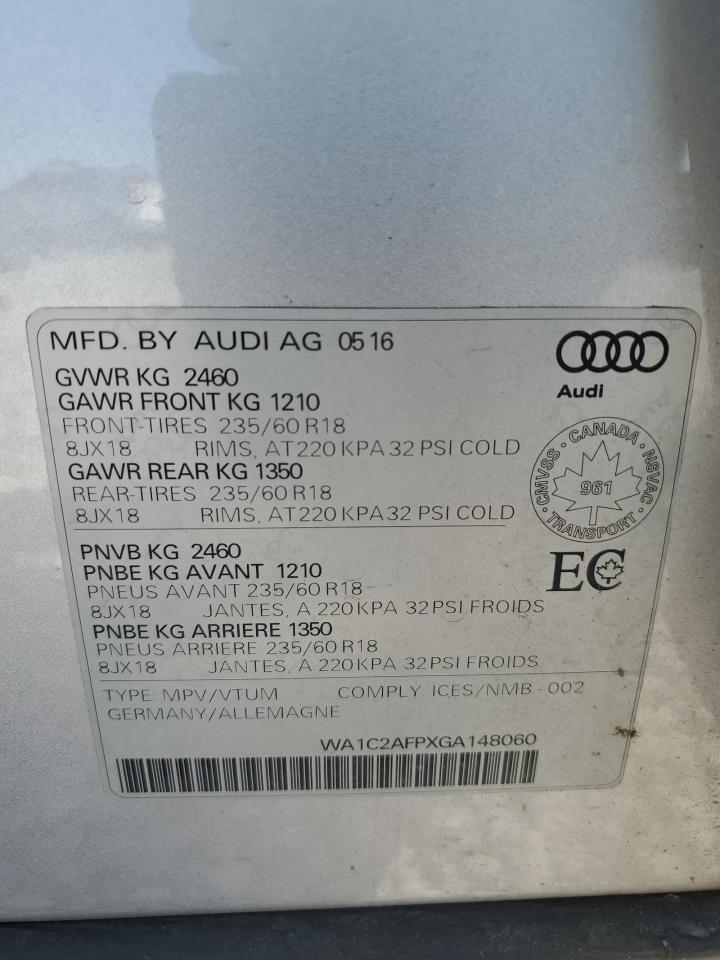 MFD. BY AUDI AG 05 16
GVWR KG 2460
GAWR FRONT KG 1210
FRONT-TIRES 235/60 R18
8JX18 RIMS, AT 220 KPA 32 PSI COLD
GAWR REAR KG 1350
REAR-TIRES 235/60 R18
8JX18 RIMS, AT 220 KPA 32 PSI COLD
Audi
CMVSS · CANADA · NSVAC · TRANSPORT ·
961
PNVB KG 2460
PNBE KG AVANT 1210
PNEUS AVANT 235/60 R18
8JX18 JANTES, A 220 KPA 32PSI FROIDS
PNBE KG ARRIERE 1350
PNEUS ARRIERE 235/60 R18
8JX18 JANTES, A 220 KPA 32PSI FROIDS
EC
TYPE: MPV/VTUM COMPLY. ICES/NMB-002
GERMANY/ALLEMAGNE
WA1C2AFPXGA148060